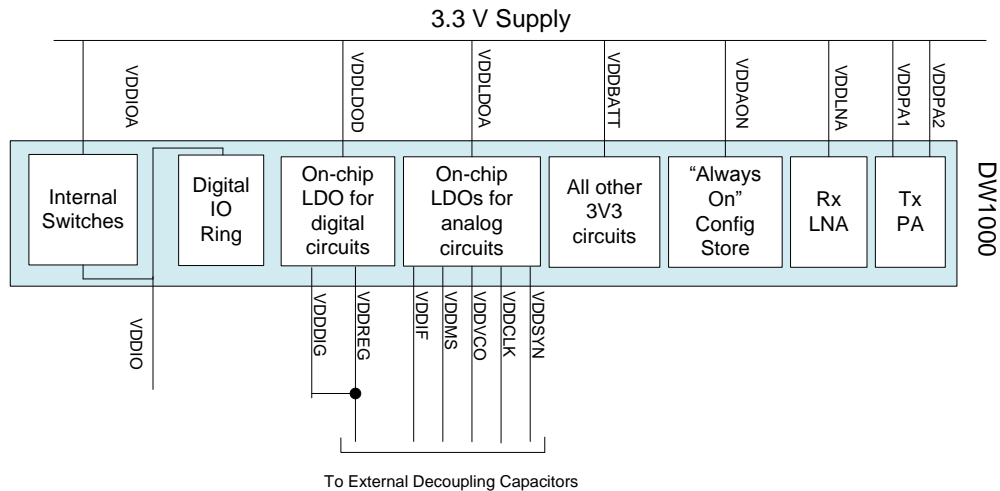 3.3 V Supply
VDDIOA
VDDLDOD
VDDLDOA
VDDBATT
VDDAON
VDDLNA
VDDPA1
VDDPA2
Internal
Switches
Digital
IO
Ring
On-chip
LDO for
digital
circuits
On-chip
LDOs for
analog
circuits
All other
3V3
circuits
“Always
On”
Config
Store
Rx
LNA
Tx
PA
DW1000
VDDIO
VDDDIG
VDDREG
VDDIF
VDDMS
VDDVCO
VDDCLK
VDDSYN
To External Decoupling Capacitors